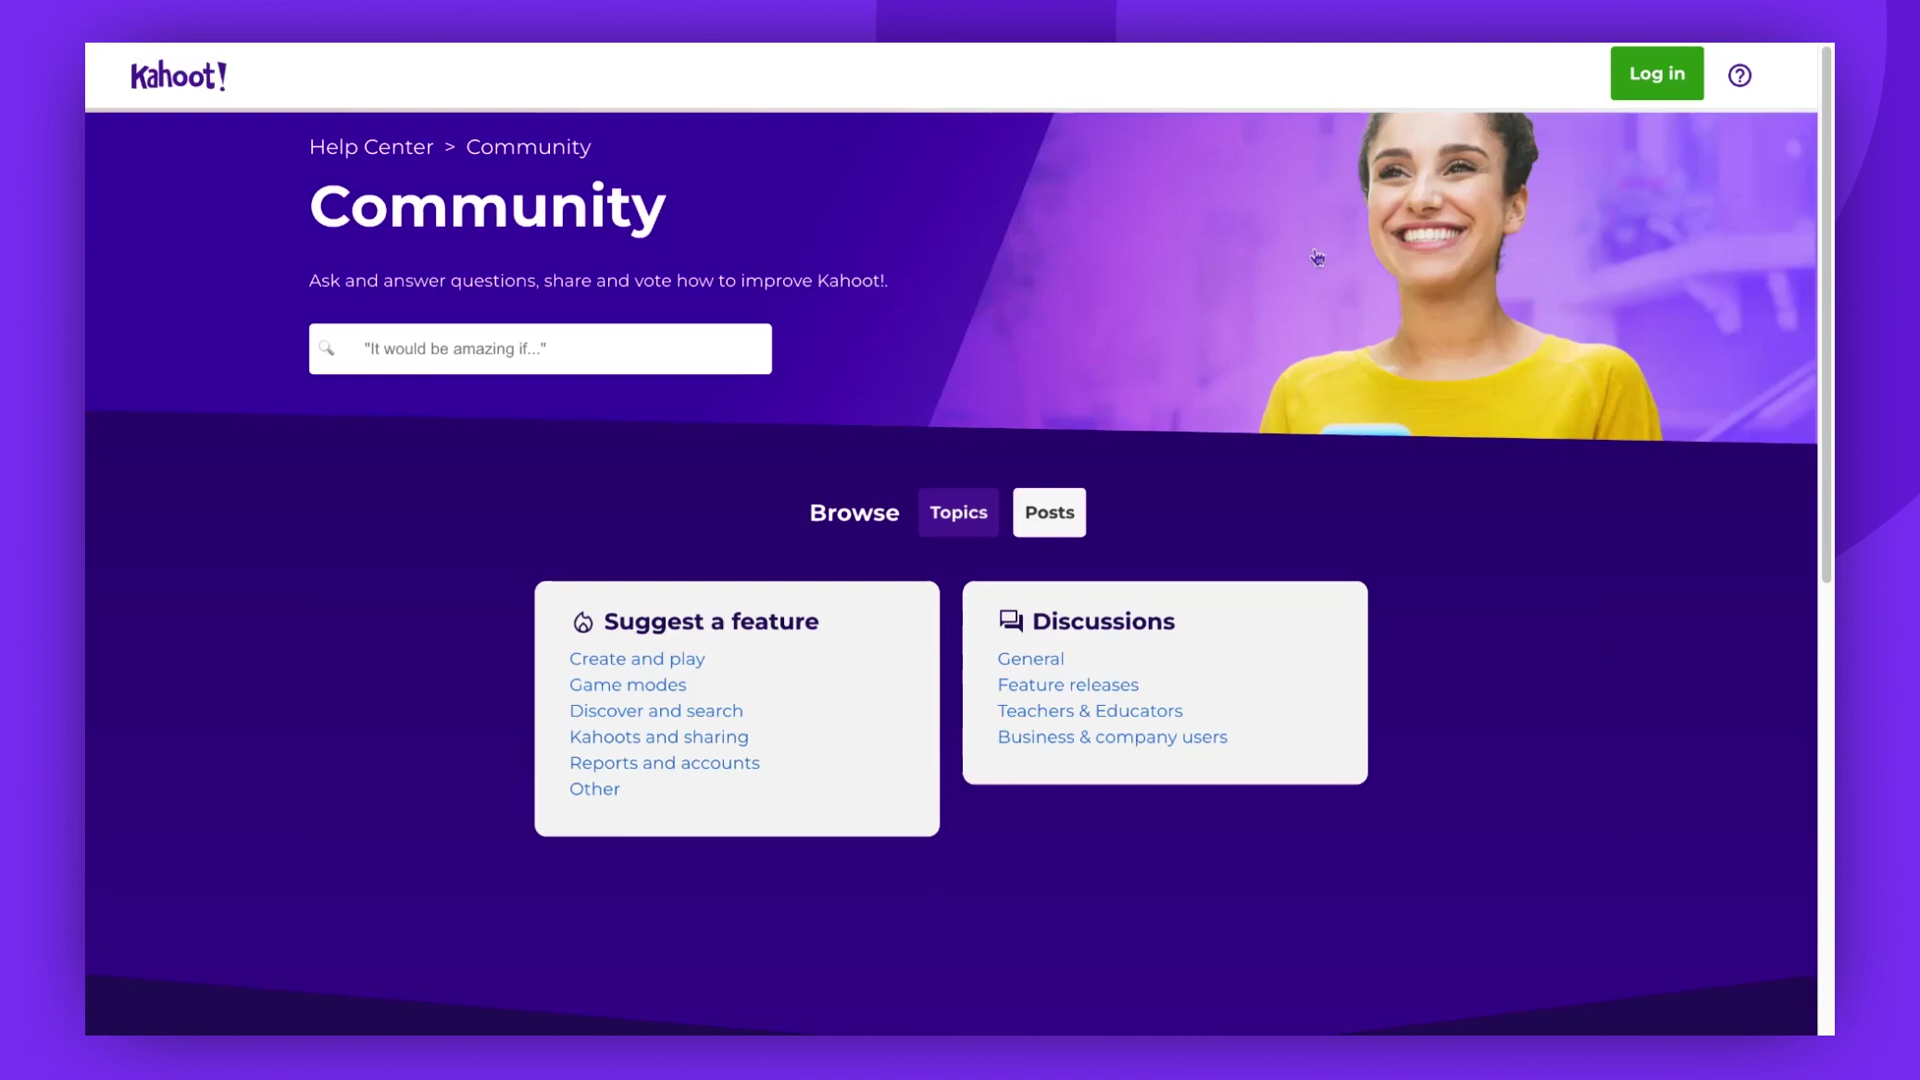 Kahoot!
Log in
Help Center > Community
Community
Ask and answer questions, share and vote how to improve Kahoot!.
"It would be amazing if..."
Browse
Topics
Posts
Suggest a feature
Create and play
Game modes
Discover and search
Kahoots and sharing
Reports and accounts
Other
Discussions
General
Feature releases
Teachers & Educators
Business & company users